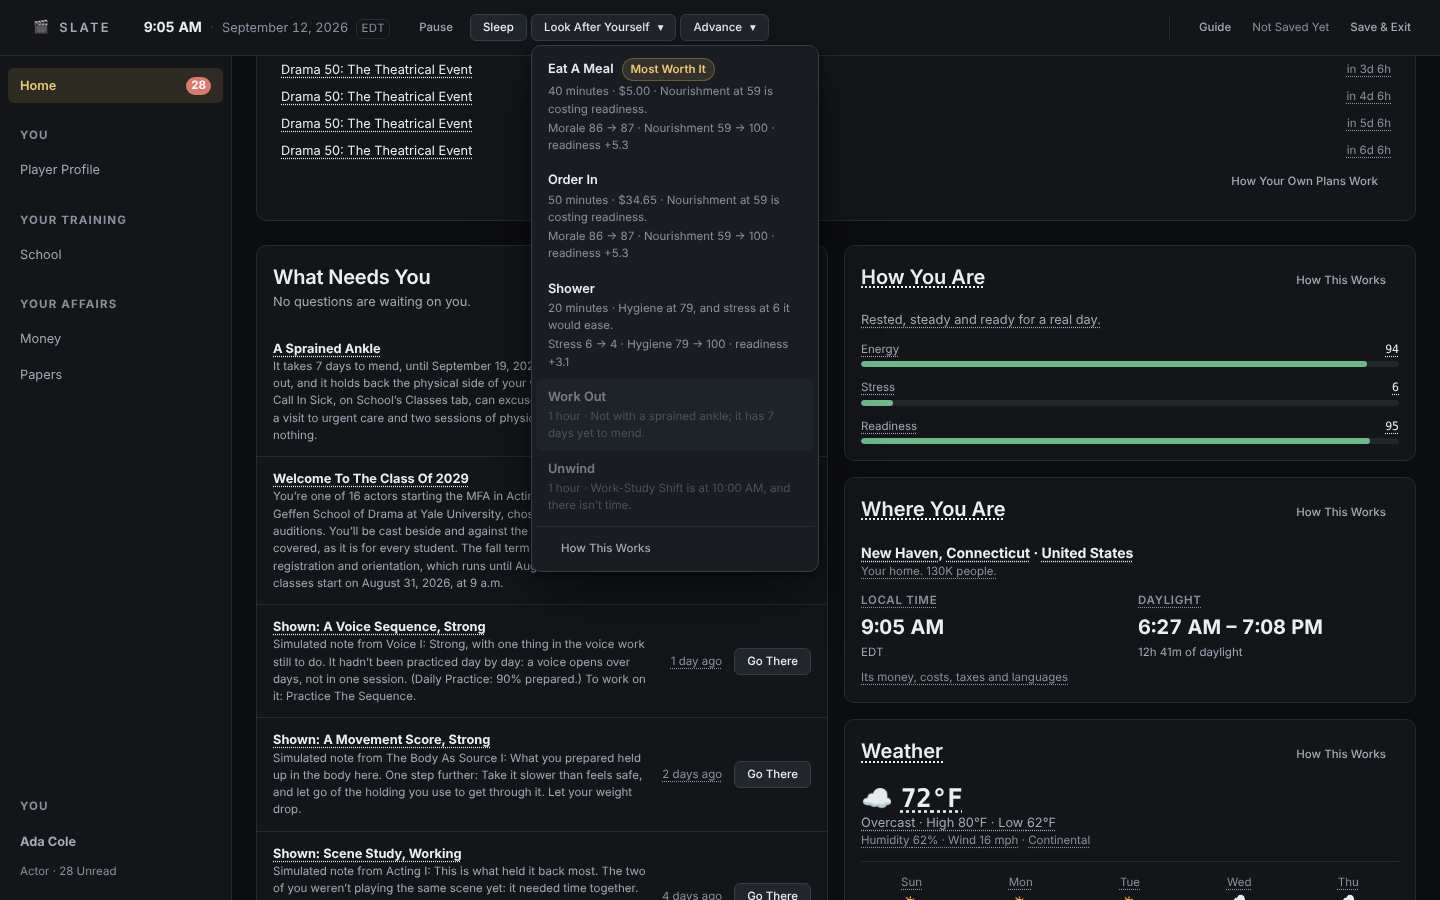 SLATE
9:05 AM · September 12, 2026 EDT
Pause
Sleep
Look After Yourself ▾
Advance ▾
Guide
Not Saved Yet
Save & Exit
Home
28
YOU
Player Profile
YOUR TRAINING
School
YOUR AFFAIRS
Money
Papers
YOU
Ada Cole
Actor · 28 Unread
Drama 50: The Theatrical Event
in 3d 6h
Drama 50: The Theatrical Event
in 4d 6h
Drama 50: The Theatrical Event
in 5d 6h
Drama 50: The Theatrical Event
in 6d 6h
How Your Own Plans Work
Eat A Meal
Most Worth It
40 minutes · $5.00 · Nourishment at 59 is
costing readiness.
Morale 86 → 87 · Nourishment 59 → 100 ·
readiness +5.3
Order In
50 minutes · $34.65 · Nourishment at 59 is
costing readiness.
Morale 86 → 87 · Nourishment 59 → 100 ·
readiness +5.3
Shower
20 minutes · Hygiene at 79, and stress at 6 it
would ease.
Stress 6 → 4 · Hygiene 79 → 100 · readiness
+3.1
Work Out
1 hour · Not with a sprained ankle; it has 7
days yet to mend.
Unwind
1 hour · Work-Study Shift is at 10:00 AM, and
there isn't time.
How This Works
What Needs You
No questions are waiting on you.
A Sprained Ankle
It takes 7 days to mend, until September 19, 202
out, and it holds back the physical side of your
Call In Sick, on School's Classes tab, can excus
a visit to urgent care and two sessions of physi
nothing.
Welcome To The Class Of 2029
You're one of 16 actors starting the MFA in Actin
Geffen School of Drama at Yale University, chos
auditions. You'll be cast beside and against the
covered, as it is for every student. The fall term
registration and orientation, which runs until Aug
classes start on August 31, 2026, at 9 a.m.
Shown: A Voice Sequence, Strong
Simulated note from Voice I: Strong, with one thing in the voice work
still to do. It hadn't been practiced day by day: a voice opens over
days, not in one session. (Daily Practice: 90% prepared.) To work on
it: Practice The Sequence.
1 day ago
Go There
Shown: A Movement Score, Strong
Simulated note from The Body As Source I: What you prepared held
up in the body here. One step further: Take it slower than feels safe,
and let go of the holding you use to get through it. Let your weight
drop.
2 days ago
Go There
Shown: Scene Study, Working
Simulated note from Acting I: This is what held it back most. The two
of you weren't playing the same scene yet: it needed time together.
4 days ago
Go There
How You Are
How This Works
Rested, steady and ready for a real day.
Energy
94
Stress
6
Readiness
95
Where You Are
How This Works
New Haven, Connecticut · United States
Your home. 130K people.
LOCAL TIME
9:05 AM
EDT
DAYLIGHT
6:27 AM – 7:08 PM
12h 41m of daylight
Its money, costs, taxes and languages
Weather
How This Works
72°F
Overcast · High 80°F · Low 62°F
Humidity 62% · Wind 16 mph · Continental
Sun
Mon
Tue
Wed
Thu